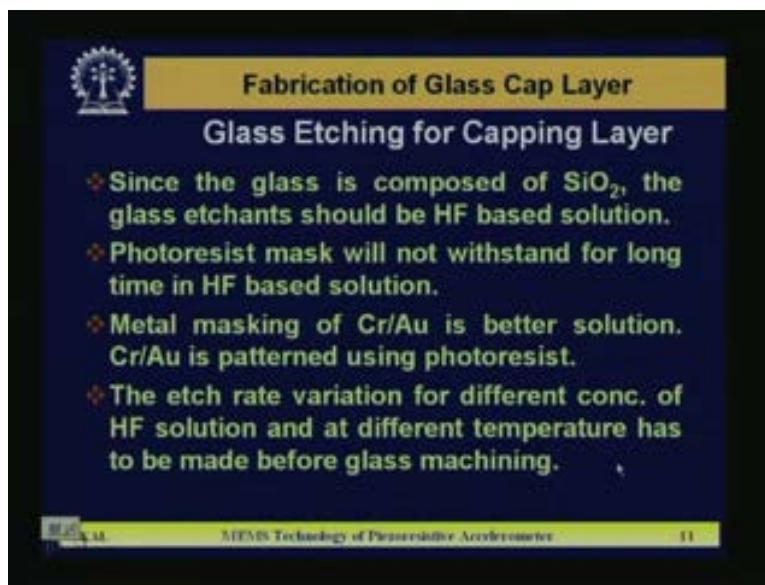 Fabrication of Glass Cap Layer
Glass Etching for Capping Layer
Since the glass is composed of SiO₂, the
glass etchants should be HF based solution.
Photoresist mask will not withstand for long
time in HF based solution.
Metal masking of Cr/Au is better solution.
Cr/Au is patterned using photoresist.
The etch rate variation for different conc. of
HF solution and at different temperature has
to be made before glass machining.
MEMS Technology of Piezoresistive Accelerometer 11